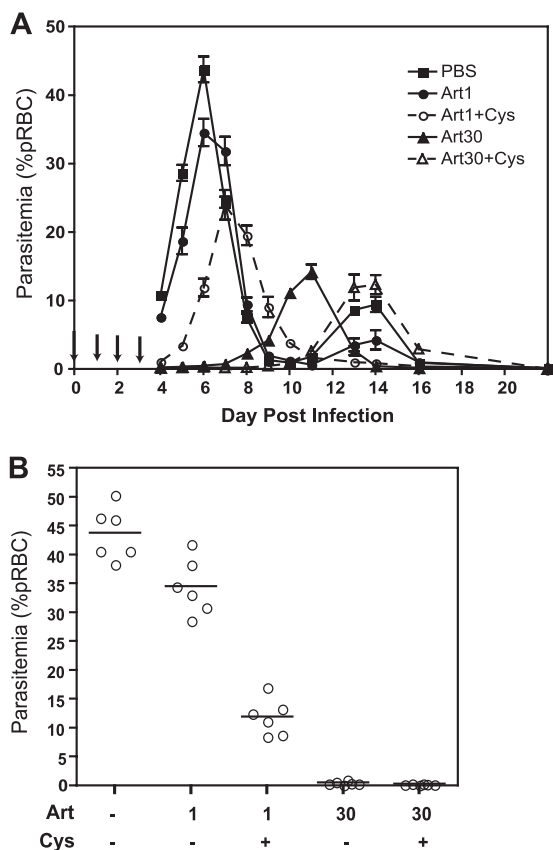 A
50
40
30
20
10
0
Parasitemia (%pRBC)
PBS
Art1
Art1+Cys
Art30
Art30+Cys
0 2 4 6 8 10 12 14 16 18 20
Day Post Infection
B
55
50
45
40
35
30
25
20
15
10
5
0
Parasitemia (%pRBC)
Art - 1 1 30 30
Cys - - + - +